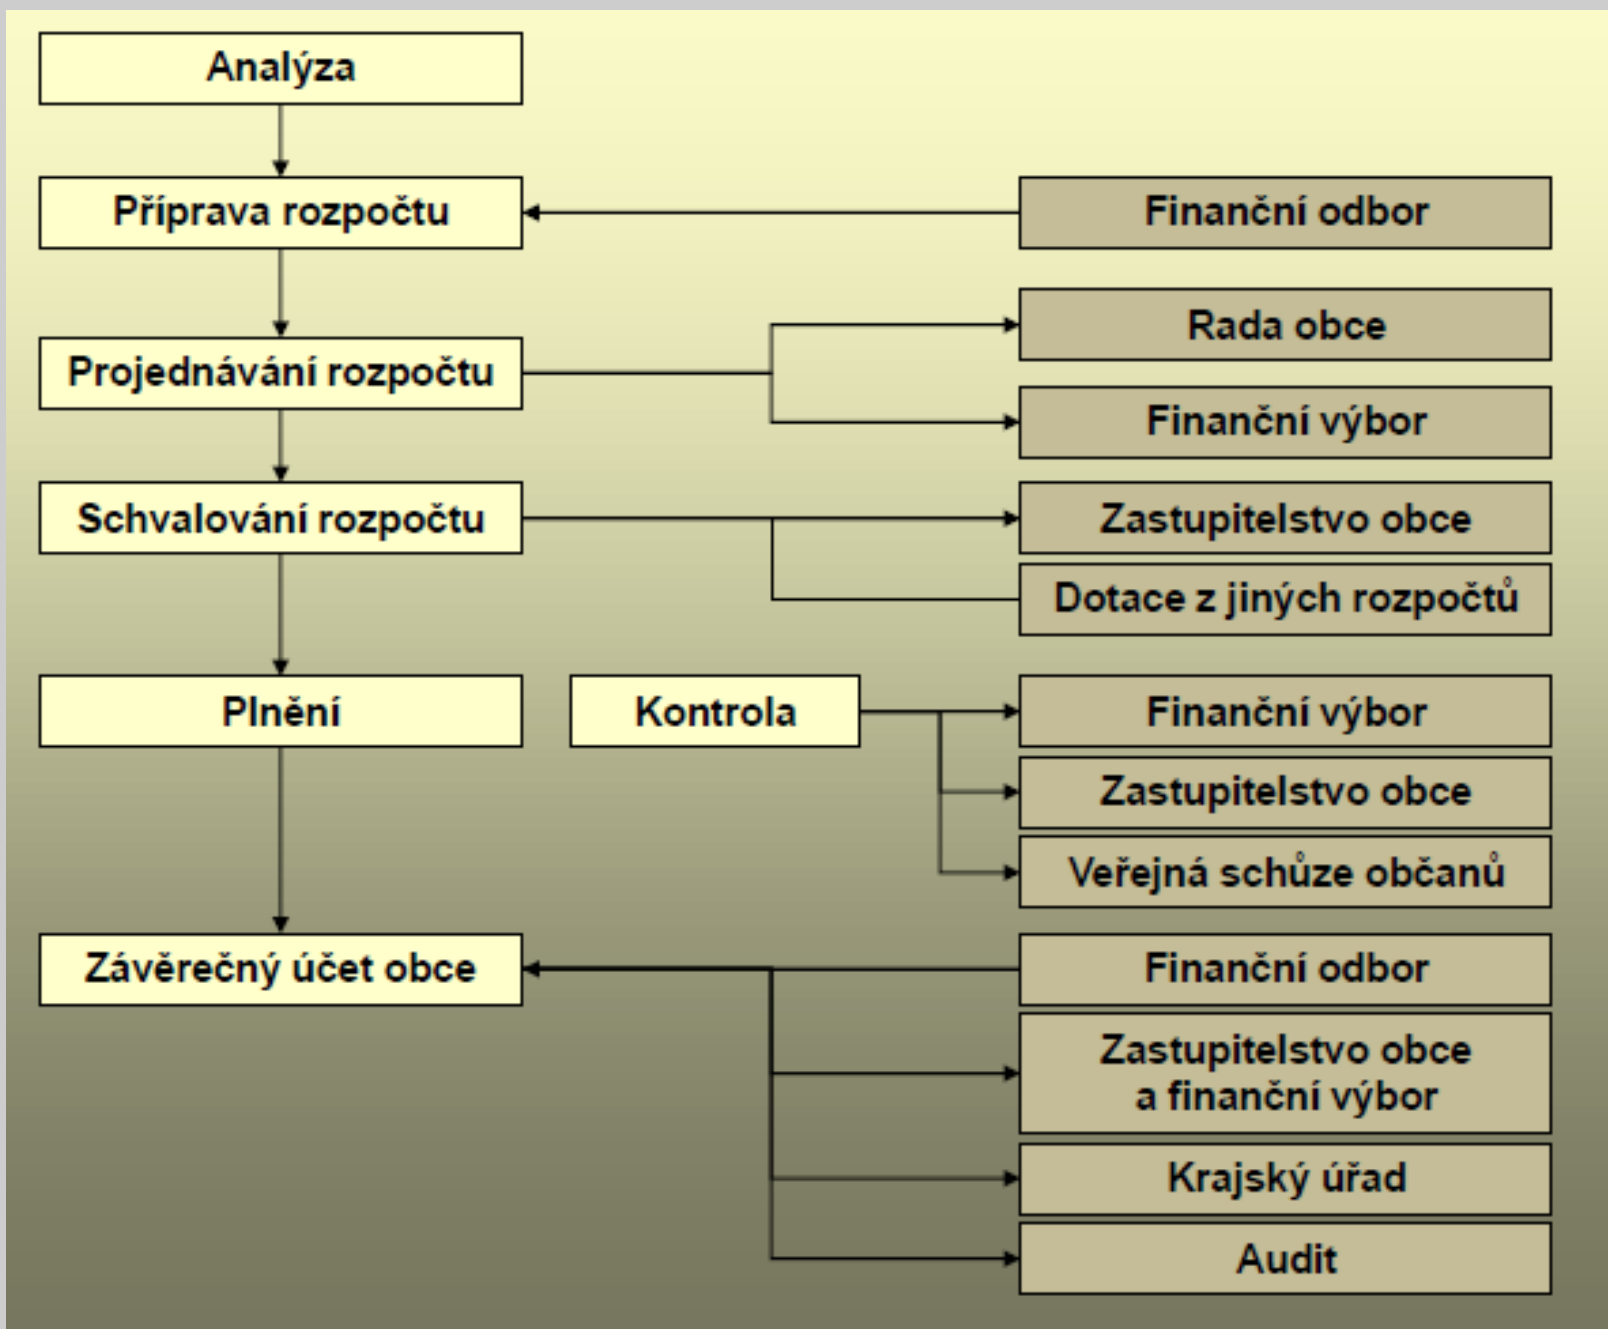 Analýza
Příprava rozpočtu
Finanční odbor
Rada obce
Projednávání rozpočtu
Finanční výbor
Schvalování rozpočtu
Zastupitelstvo obce
Dotace z jiných rozpočtů
Plnění
Kontrola
Finanční výbor
Zastupitelstvo obce
Veřejná schůze občanů
Závěrečný účet obce
Finanční odbor
Zastupitelstvo obce
a finanční výbor
Krajský úřad
Audit